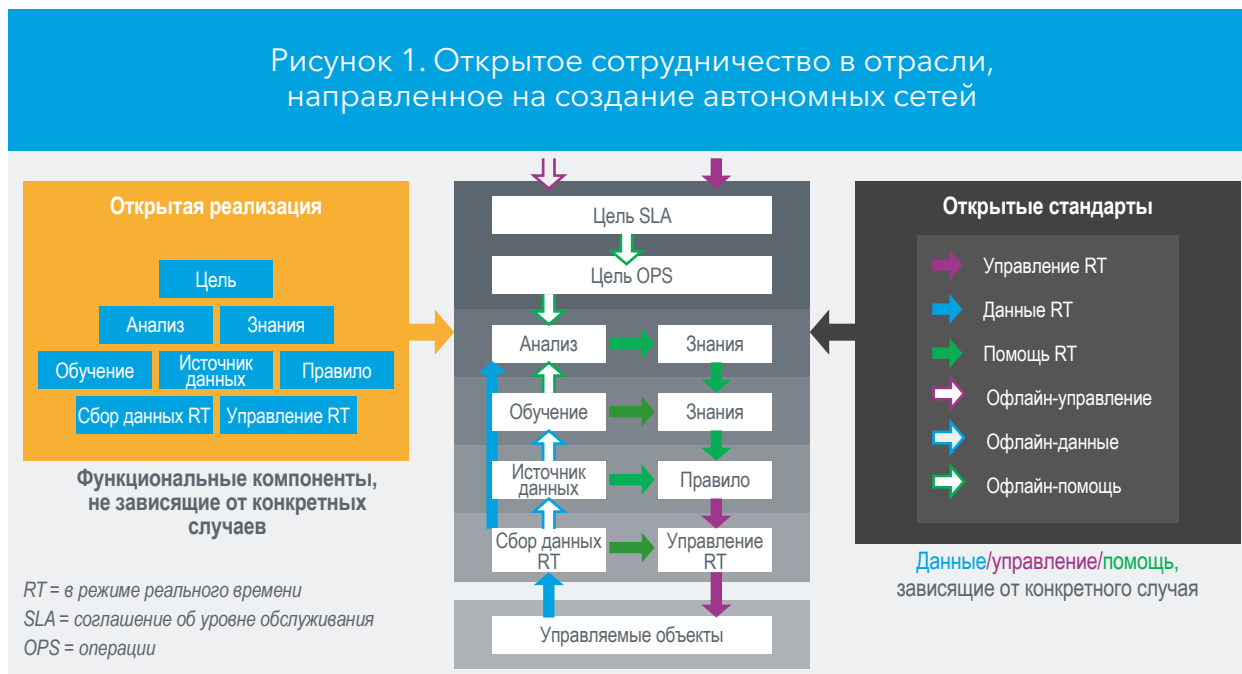 Рисунок 1. Открытое сотрудничество в отрасли,
направленное на создание автономных сетей
Открытая реализация
Цель
Анализ
Знания
Обучение
Источник
данных
Правило
Сбор данных RT
Управление RT
Функциональные компоненты,
не зависящие от конкретных
случаев
RT = в режиме реального времени
SLA = соглашение об уровне обслуживания
OPS = операции
Цель SLA
Цель OPS
Анализ
Знания
Обучение
Знания
Источник
данных
Правило
Сбор данных
RT
Управление
RT
Управляемые объекты
Открытые стандарты
Управление RT
Данные RT
Помощь RT
Офлайн-управление
Офлайн-данные
Офлайн-помощь
Данные/управление/помощь,
зависящие от конкретного случая